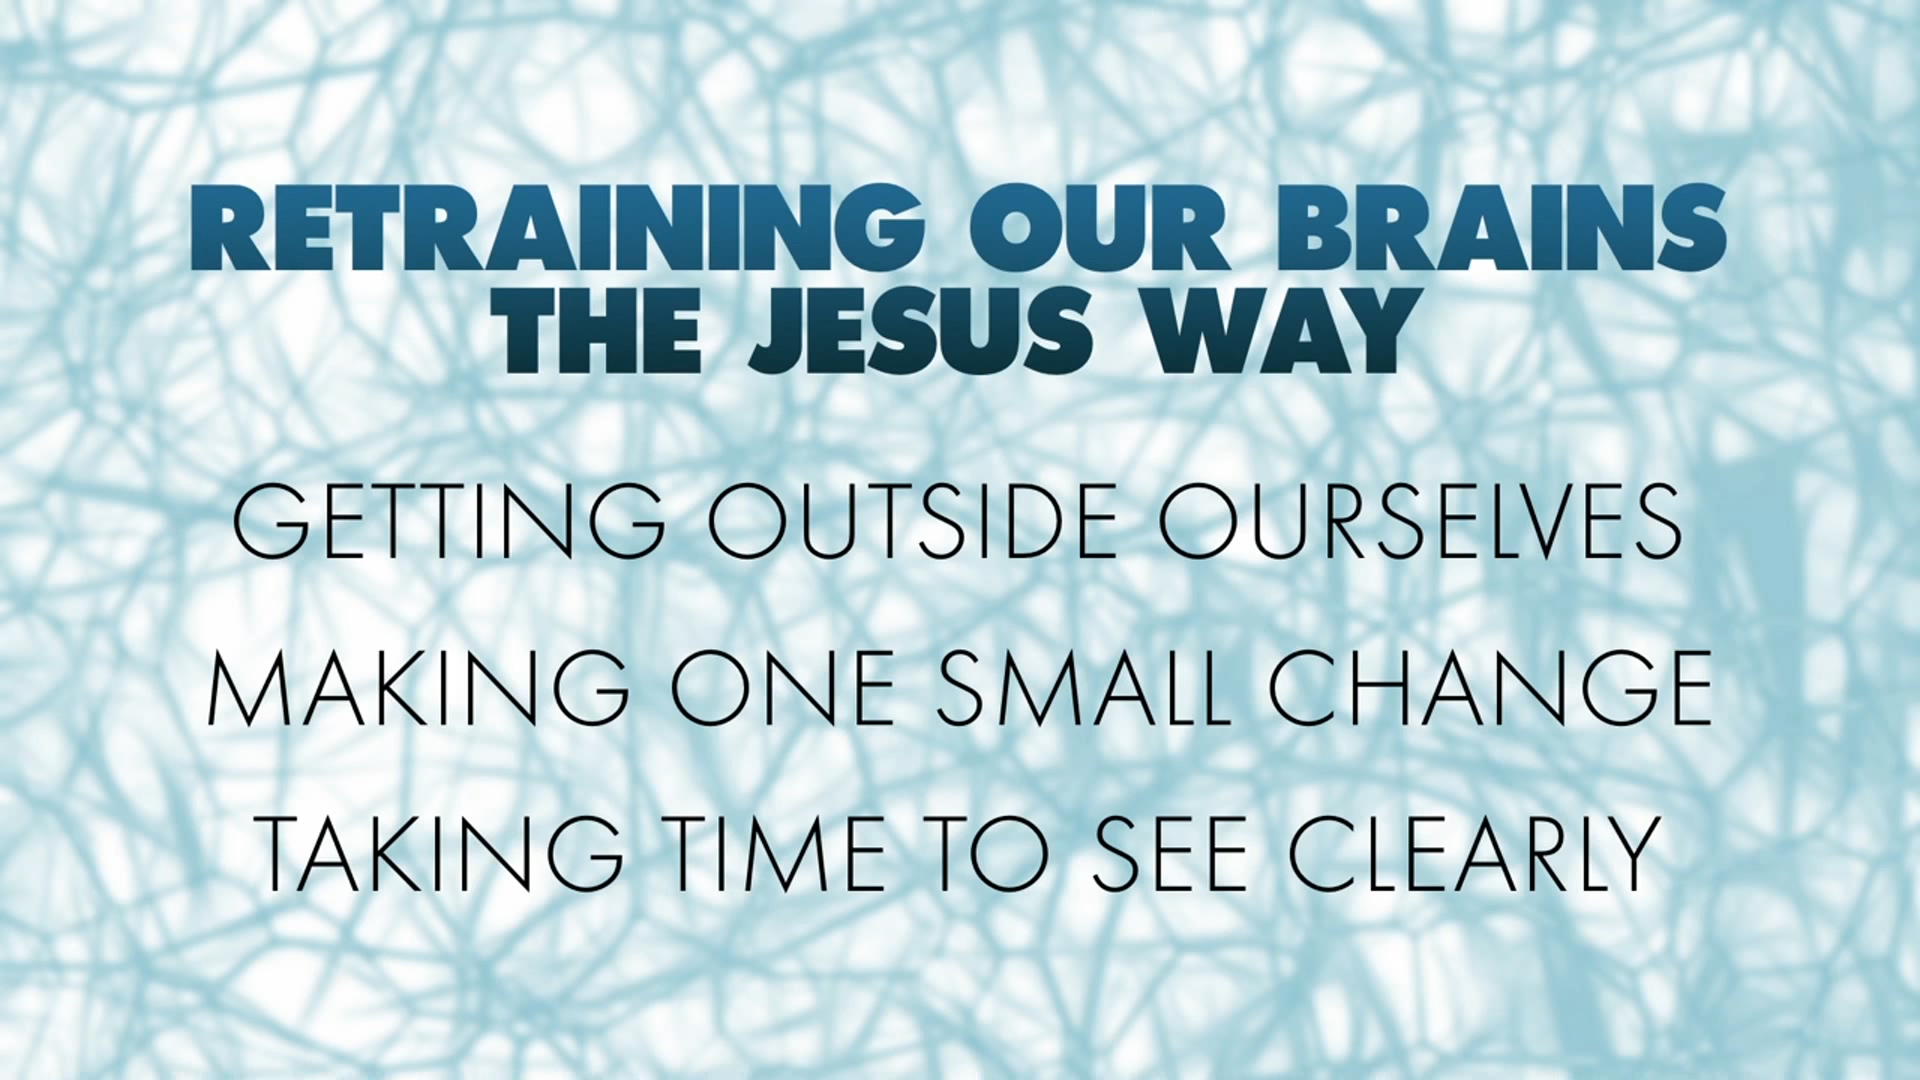 RETRAINING OUR BRAINS
THE JESUS WAY
GETTING OUTSIDE OURSELVES
MAKING ONE SMALL CHANGE
TAKING TIME TO SEE CLEARLY